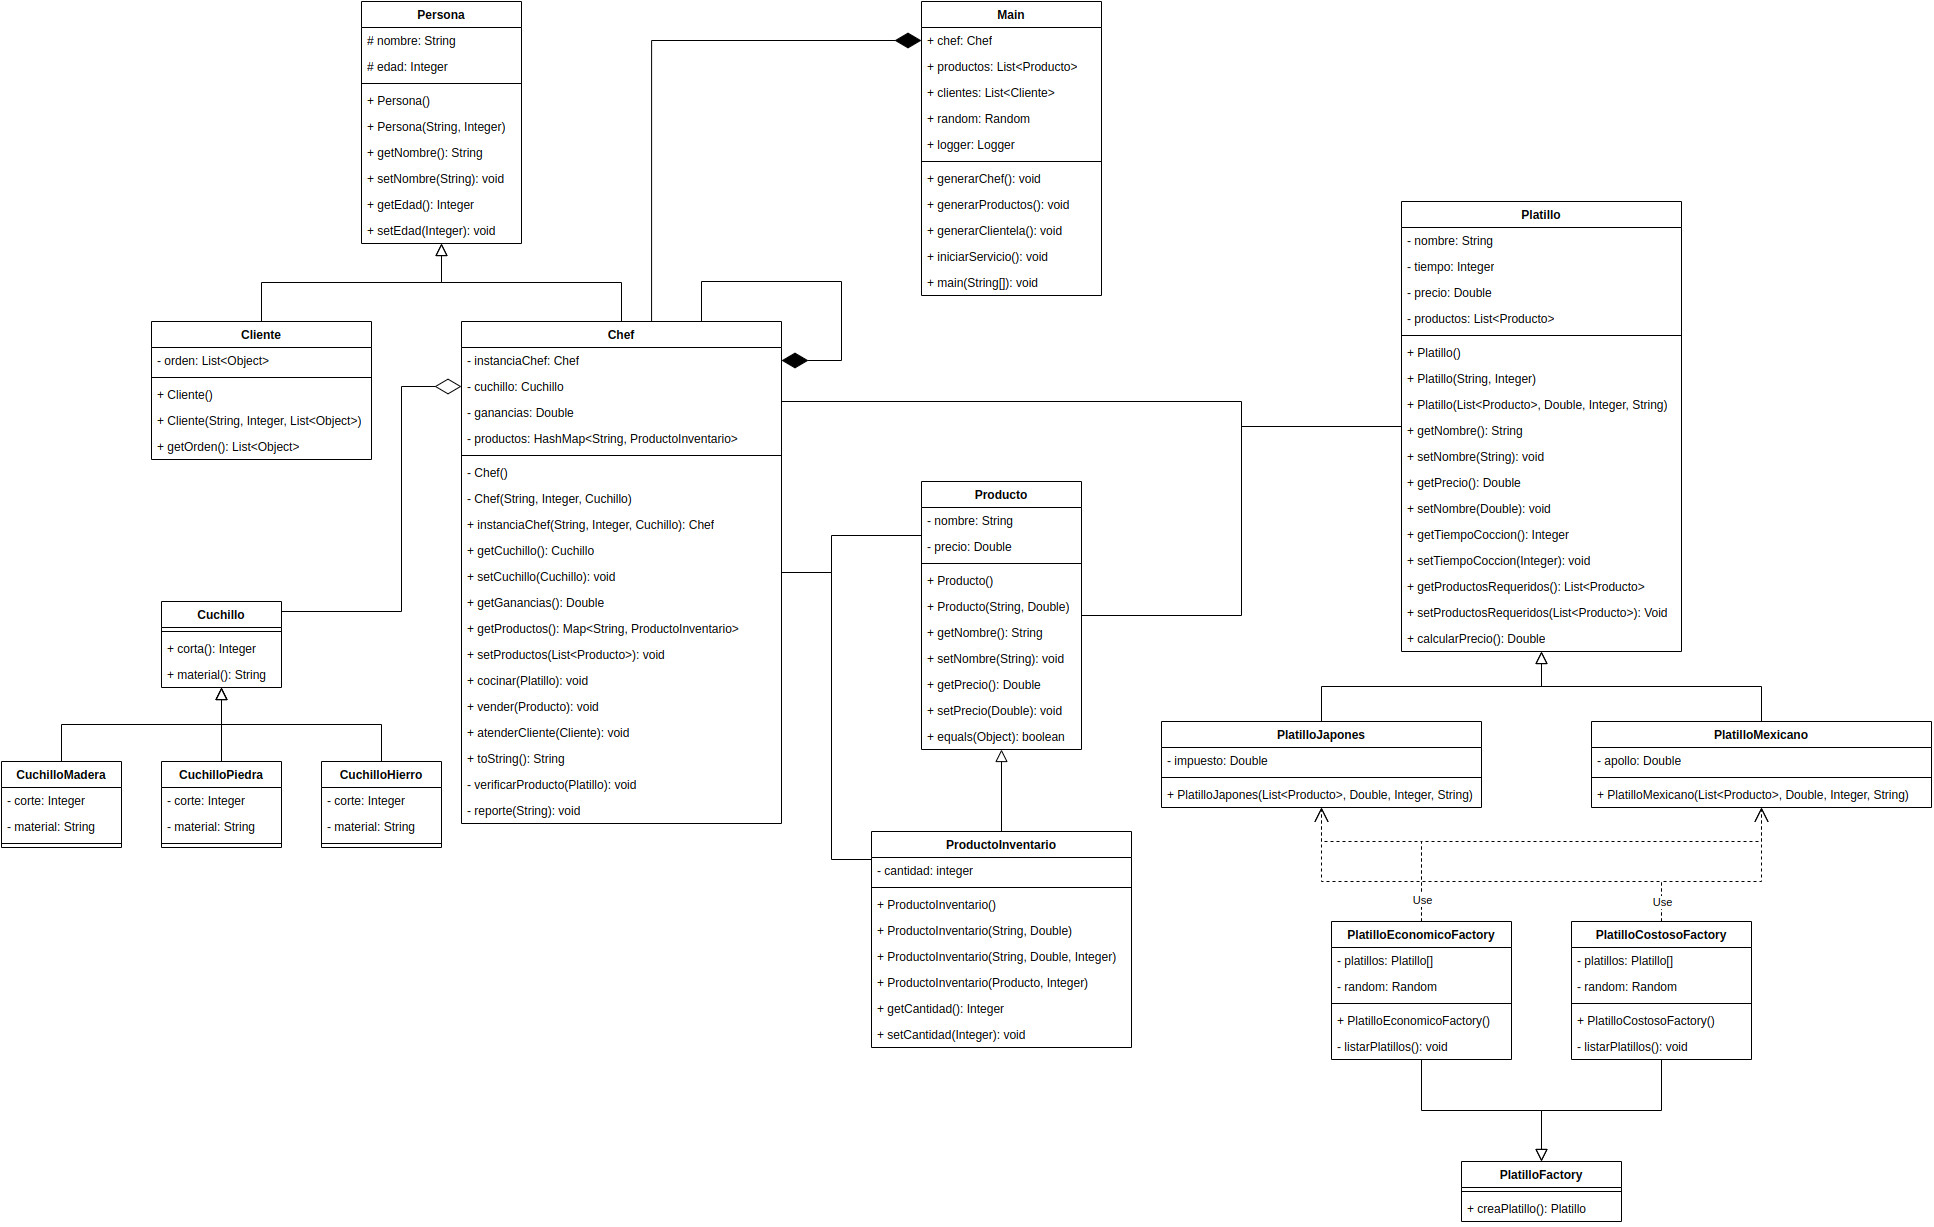 Persona
# nombre: String
# edad: Integer
+ Persona()
+ Persona(String, Integer)
+ getNombre(): String
+ setNombre(String): void
+ getEdad(): Integer
+ setEdad(Integer): void
Main
+ chef: Chef
+ productos: List<Producto>
+ clientes: List<Cliente>
+ random: Random
+ logger: Logger
+ generarChef(): void
+ generarProductos(): void
+ generarClientela(): void
+ iniciarServicio(): void
+ main(String[]): void
Platillo
- nombre: String
- tiempo: Integer
- precio: Double
- productos: List<Producto>
+ Platillo()
+ Platillo(String, Integer)
+ Platillo(List<Producto>, Double, Integer, String)
+ getNombre(): String
+ setNombre(String): void
+ getPrecio(): Double
+ setNombre(Double): void
+ getTiempoCoccion(): Integer
+ setTiempoCoccion(Integer): void
+ getProductosRequeridos(): List<Producto>
+ setProductosRequeridos(List<Producto>): Void
+ calcularPrecio(): Double
Cliente
- orden: List<Object>
+ Cliente()
+ Cliente(String, Integer, List<Object>)
+ getOrden(): List<Object>
Chef
- instanciaChef: Chef
- cuchillo: Cuchillo
- ganancias: Double
- productos: HashMap<String, ProductoInventario>
- Chef()
- Chef(String, Integer, Cuchillo)
+ instanciaChef(String, Integer, Cuchillo): Chef
+ getCuchillo(): Cuchillo
+ setCuchillo(Cuchillo): void
+ getGanancias(): Double
+ getProductos(): Map<String, ProductoInventario>
+ setProductos(List<Producto>): void
+ cocinar(Platillo): void
+ vender(Producto): void
+ atenderCliente(Cliente): void
+ toString(): String
- verificarProducto(Platillo): void
- reporte(String): void
Producto
- nombre: String
- precio: Double
+ Producto()
+ Producto(String, Double)
+ getNombre(): String
+ setNombre(String): void
+ getPrecio(): Double
+ setPrecio(Double): void
+ equals(Object): boolean
Cuchillo
+ corta(): Integer
+ material(): String
CuchilloMadera
- corte: Integer
- material: String
CuchilloPiedra
- corte: Integer
- material: String
CuchilloHierro
- corte: Integer
- material: String
ProductoInventario
- cantidad: integer
+ ProductoInventario()
+ ProductoInventario(String, Double)
+ ProductoInventario(String, Double, Integer)
+ ProductoInventario(Producto, Integer)
+ getCantidad(): Integer
+ setCantidad(Integer): void
PlatilloJapones
- impuesto: Double
+ PlatilloJapones(List<Producto>, Double, Integer, String)
PlatilloMexicano
- apollo: Double
+ PlatilloMexicano(List<Producto>, Double, Integer, String)
Use
Use
PlatilloEconomicoFactory
- platillos: Platillo[]
- random: Random
+ PlatilloEconomicoFactory()
- listarPlatillos(): void
PlatilloCostosoFactory
- platillos: Platillo[]
- random: Random
+ PlatilloCostosoFactory()
- listarPlatillos(): void
PlatilloFactory
+ creaPlatillo(): Platillo